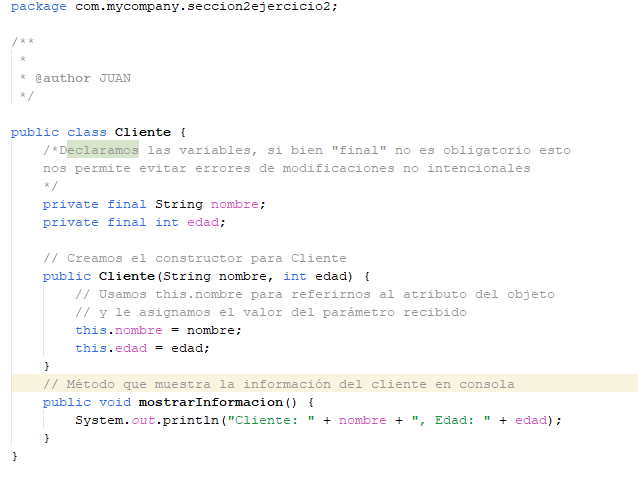 package com.mycompany.seccion2ejercicio2;
/**
*
* @author JUAN
*/
public class Cliente {
/*Declaramos las variables, si bien "final" no es obligatorio esto
nos permite evitar errores de modificaciones no intencionales
*/
private final String nombre;
private final int edad;
// Creamos el constructor para Cliente
public Cliente(String nombre, int edad) {
// Usamos this.nombre para referirnos al atributo del objeto
// y le asignamos el valor del parámetro recibido
this.nombre = nombre;
this.edad = edad;
}
// Método que muestra la información del cliente en consola
public void mostrarInformacion() {
System.out.println("Cliente: " + nombre + ", Edad: " + edad);
}
}